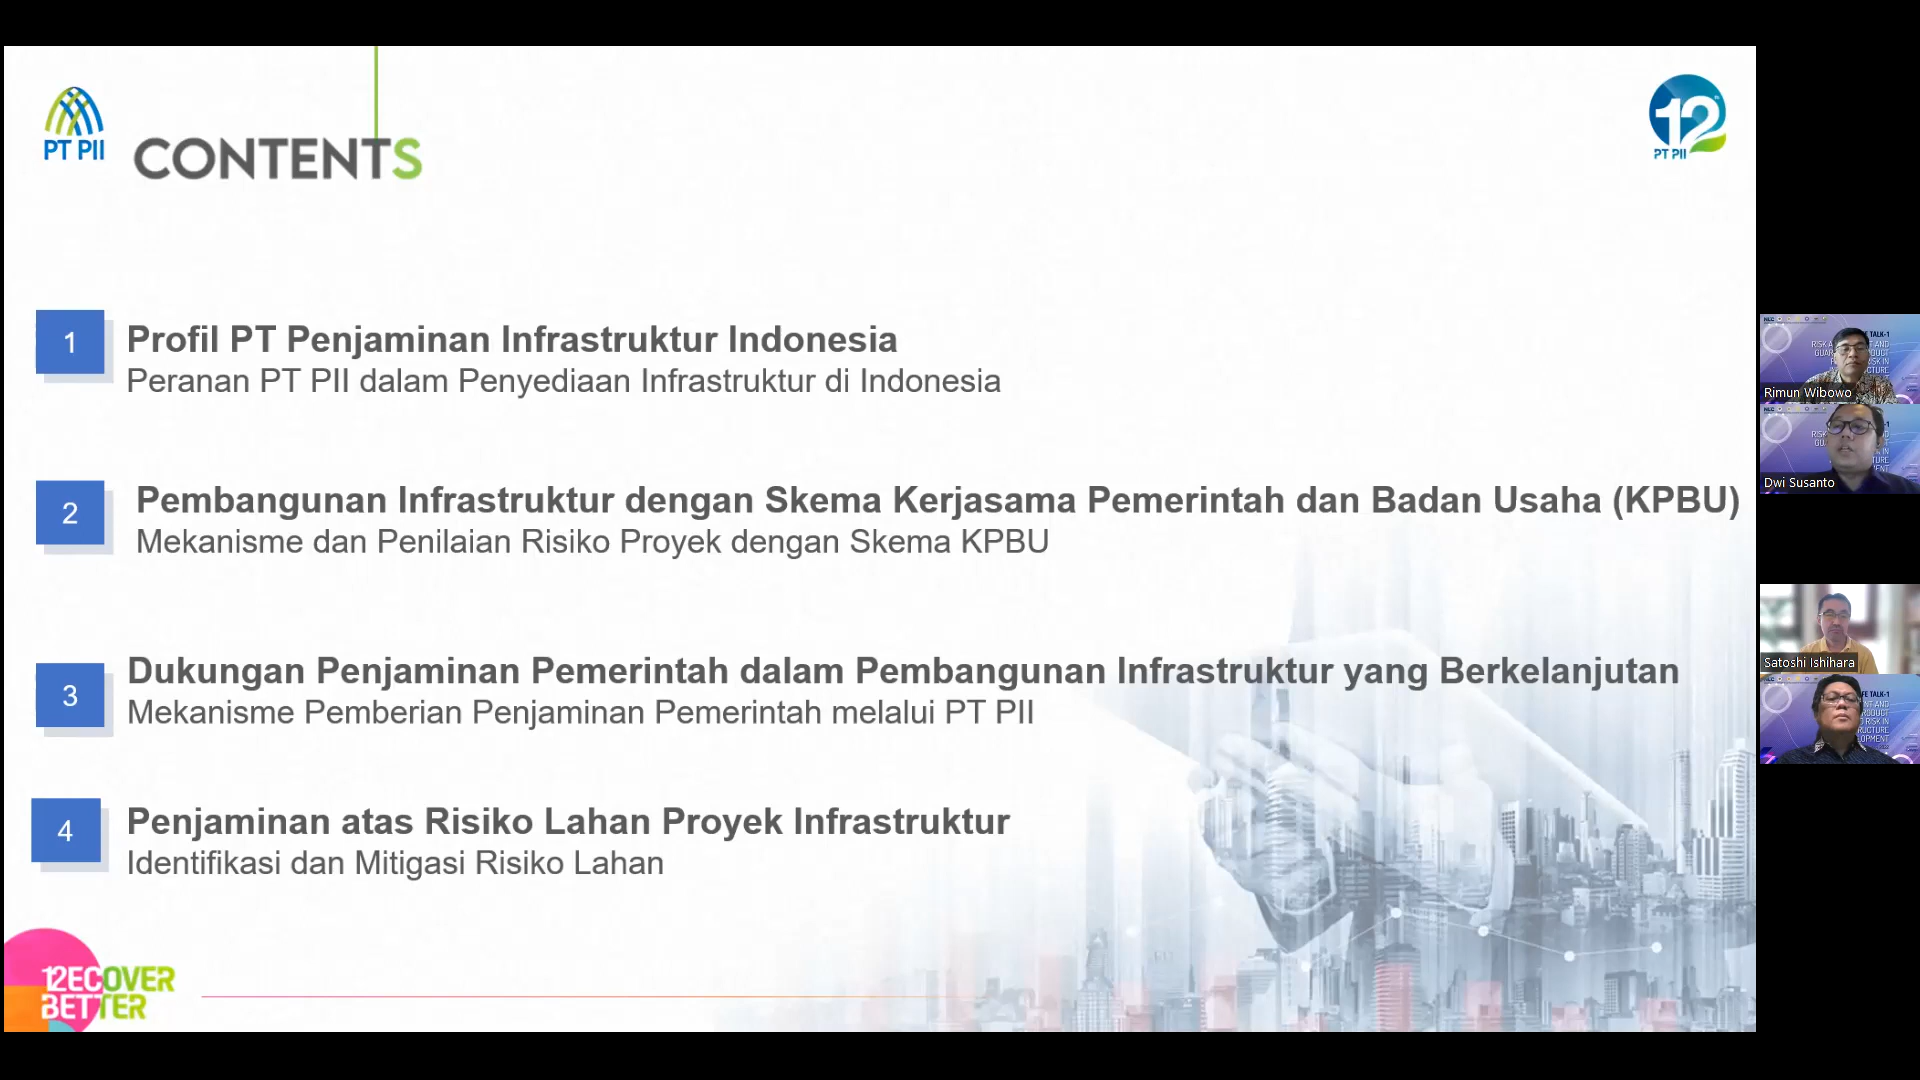 PT PII
CONTENTS
12
PT PII
1
Profil PT Penjaminan Infrastruktur Indonesia
Peranan PT PII dalam Penyediaan Infrastruktur di Indonesia
2
Pembangunan Infrastruktur dengan Skema Kerjasama Pemerintah dan Badan Usaha (KPBU)
Mekanisme dan Penilaian Risiko Proyek dengan Skema KPBU
3
Dukungan Penjaminan Pemerintah dalam Pembangunan Infrastruktur yang Berkelanjutan
Mekanisme Pemberian Penjaminan Pemerintah melalui PT PII
4
Penjaminan atas Risiko Lahan Proyek Infrastruktur
Identifikasi dan Mitigasi Risiko Lahan
12ECOVER
BETTER
Rimun Wibowo
Dwi Susanto
Satoshi Ishihara